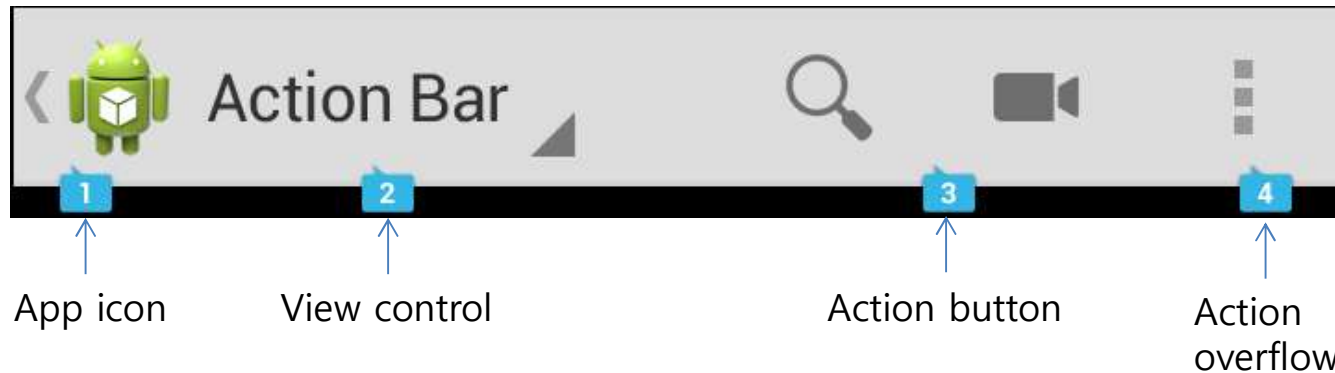 Action Bar
1
2
3
4
App icon
View control
Action button
Action
overflow